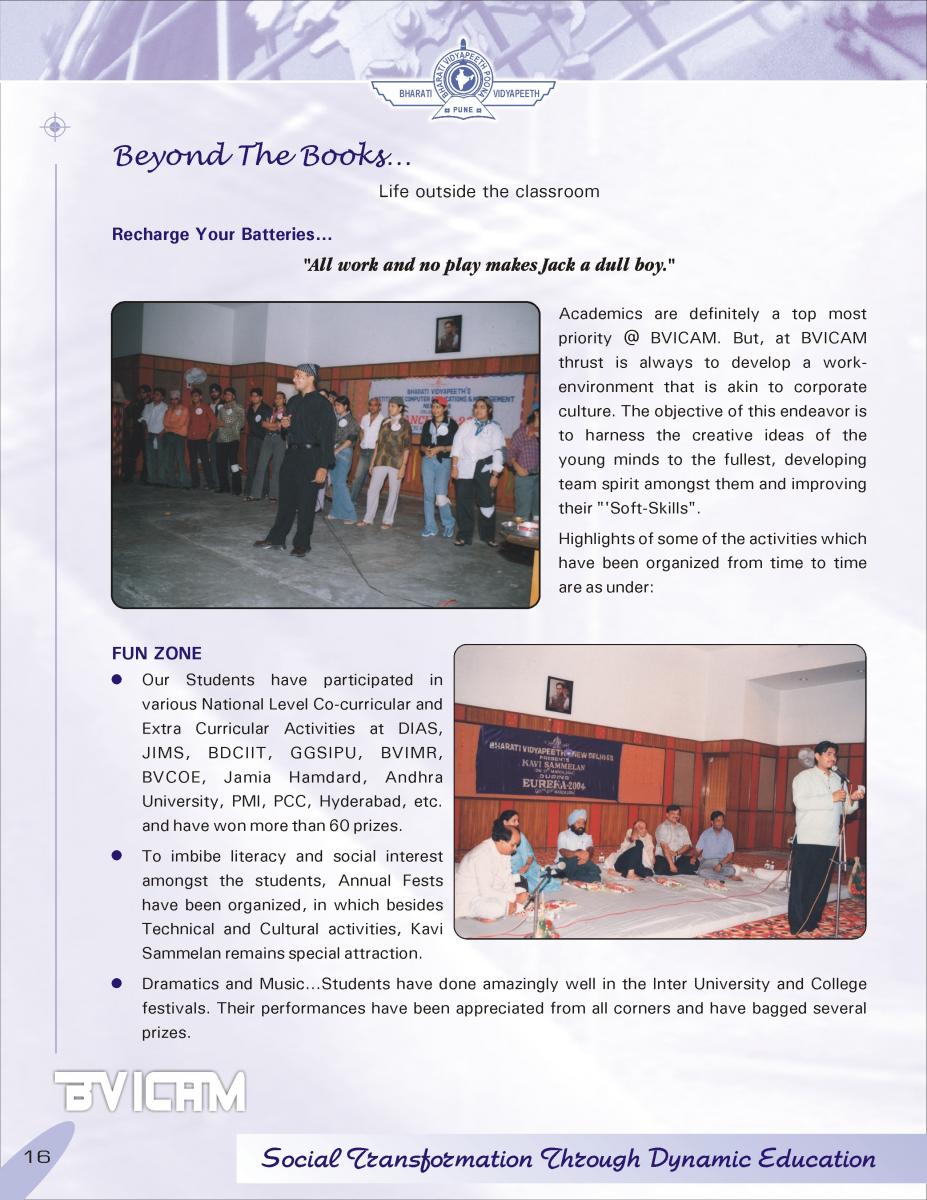 BHARATI VIDYAPEETH POONA
BHARATI VIDYAPEETH
PUNE
Beyond The Books...
Life outside the classroom
Recharge Your Batteries...
"All work and no play makes Jack a dull boy."
Academics are definitely a top most
priority @ BVICAM. But, at BVICAM
thrust is always to develop a work-
environment that is akin to corporate
culture. The objective of this endeavor is
to harness the creative ideas of the
young minds to the fullest, developing
team spirit amongst them and improving
their "'Soft-Skills".
Highlights of some of the activities which
have been organized from time to time
are as under:
BHARATI VIDYAPEETH'S
COMPUTER APPLICATIONS & MANAGEMENT
FUN ZONE
Our Students have participated in
various National Level Co-curricular and
Extra Curricular Activities at DIAS,
JIMS, BDCIIT, GGSIPU, BVIMR,
BVCOE, Jamia Hamdard, Andhra
University, PMI, PCC, Hyderabad, etc.
and have won more than 60 prizes.
To imbibe literacy and social interest
amongst the students, Annual Fests
have been organized, in which besides
Technical and Cultural activities, Kavi
Sammelan remains special attraction.
BHARATI VIDYAPEETH NEW DELHI
PRESENTS
KAVI SAMMELAN
DURING
EUREKA-2004
Dramatics and Music...Students have done amazingly well in the Inter University and College
festivals. Their performances have been appreciated from all corners and have bagged several
prizes.
BVICAM
16
Social Transformation Through Dynamic Education